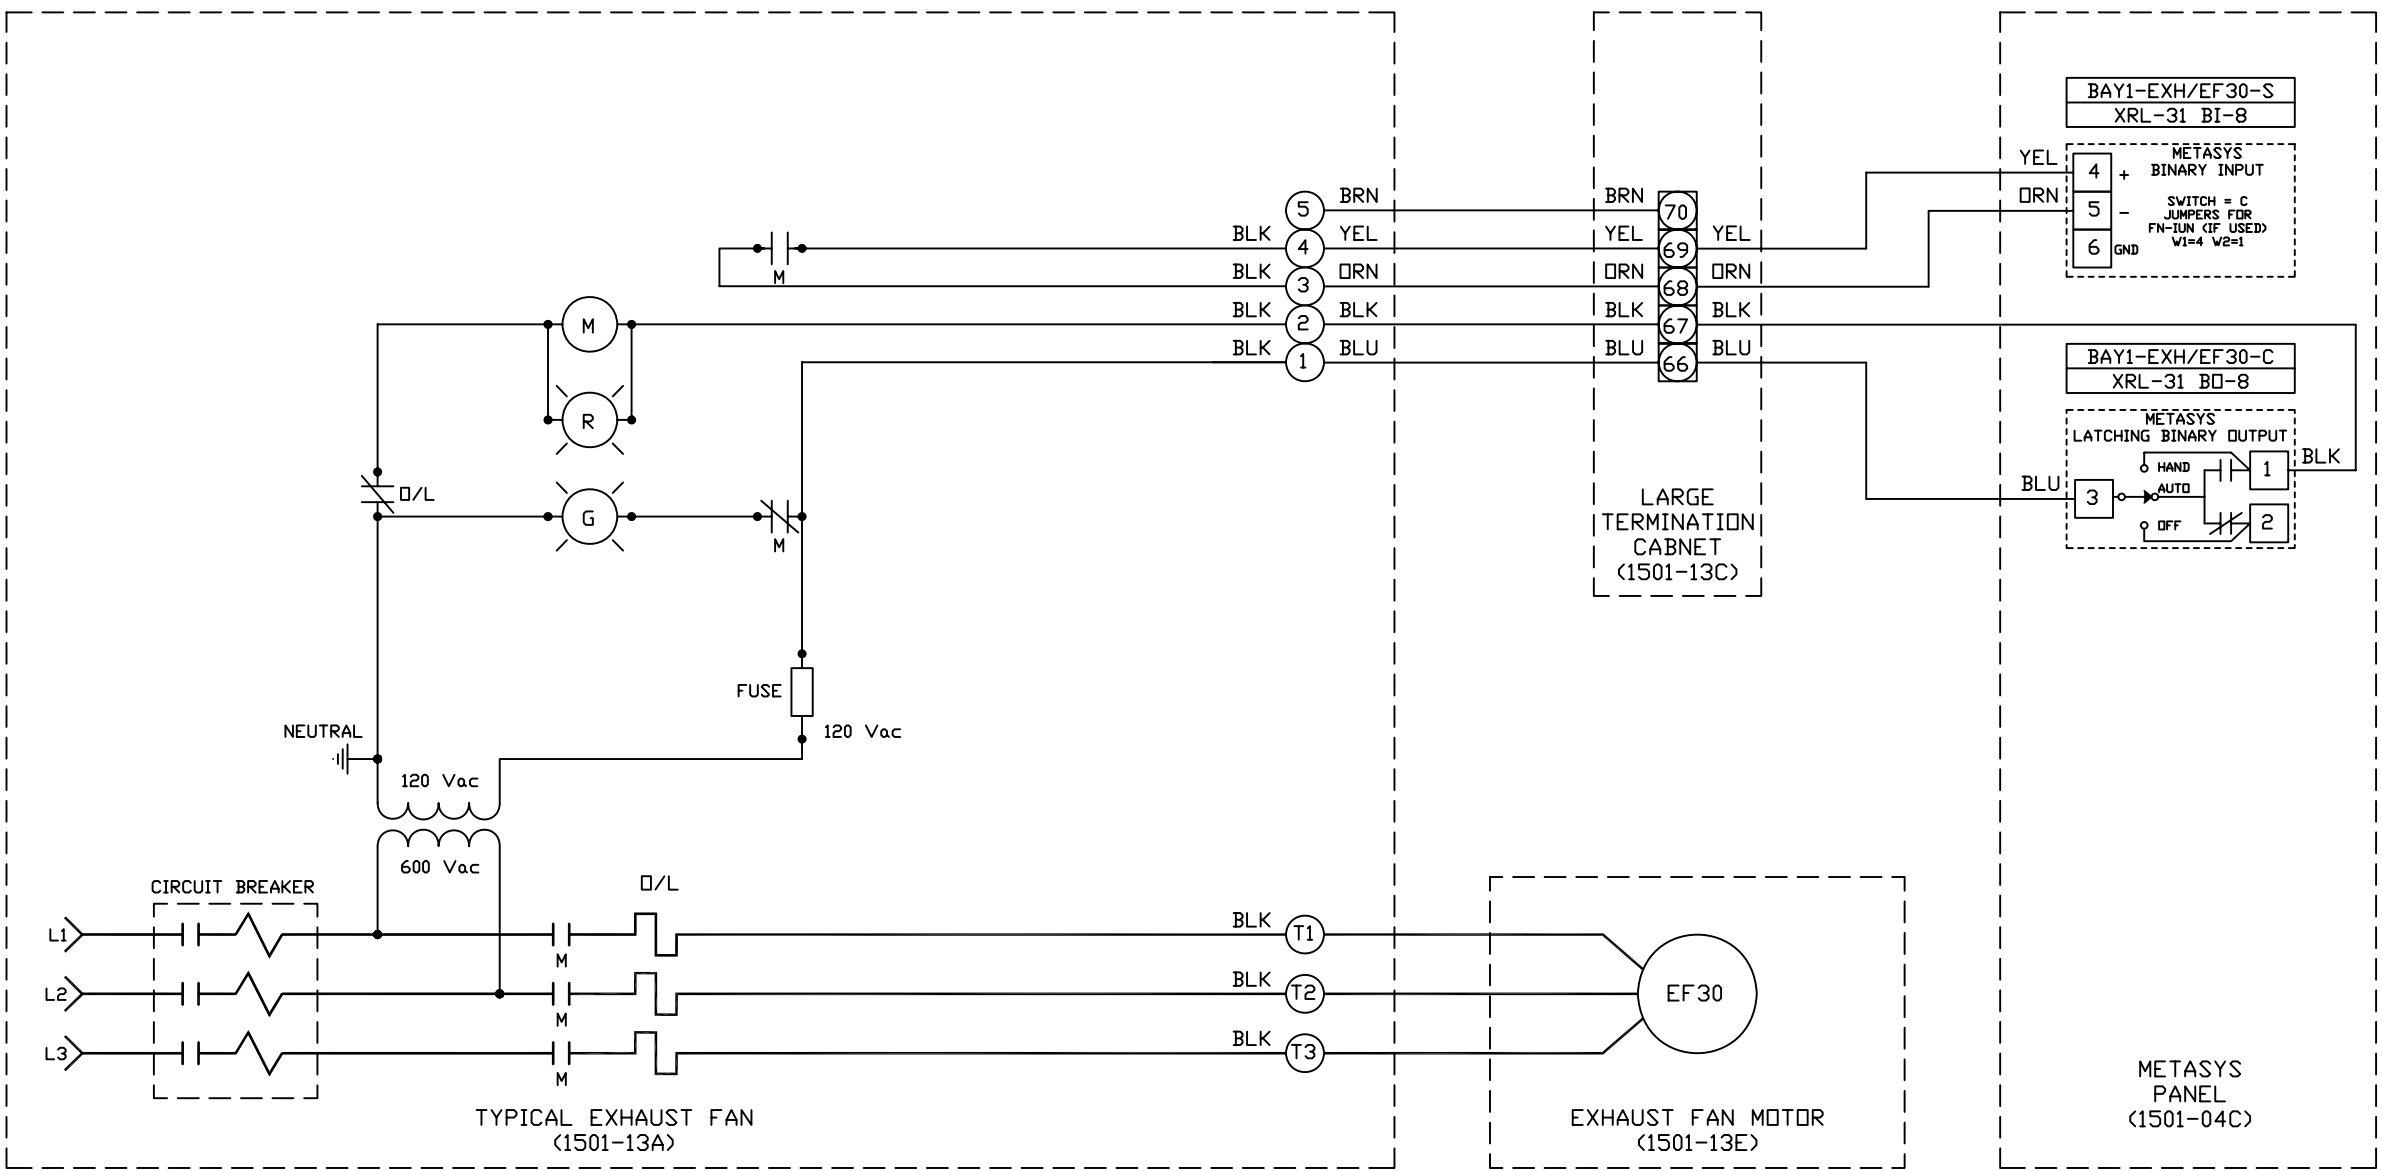 BAY1-EXH/EF30-S
XRL-31 BI-8
METASYS
BINARY INPUT
SWITCH = C
JUMPERS FOR
FN-IUN (IF USED)
W1=4 W2=1
YEL 4 +
ORN 5 -
6 GND
5 BRN BRN 70
BLK 4 YEL YEL 69 YEL
M
BLK 3 ORN ORN 68 ORN
M BLK 2 BLK BLK 67 BLK
BLK 1 BLU BLU 66 BLU
BAY1-EXH/EF30-C
XRL-31 BO-8
METASYS
LATCHING BINARY OUTPUT
R
HAND 1 BLK
BLU 3 AUTO
OFF 2
O/L
G
M
LARGE
TERMINATION
CABNET
(1501-13C)
FUSE
120 Vac
NEUTRAL
120 Vac
600 Vac
CIRCUIT BREAKER
O/L
L1 M BLK T1
L2 M BLK T2
L3 M BLK T3
EF30
TYPICAL EXHAUST FAN
(1501-13A)
EXHAUST FAN MOTOR
(1501-13E)
METASYS
PANEL
(1501-04C)